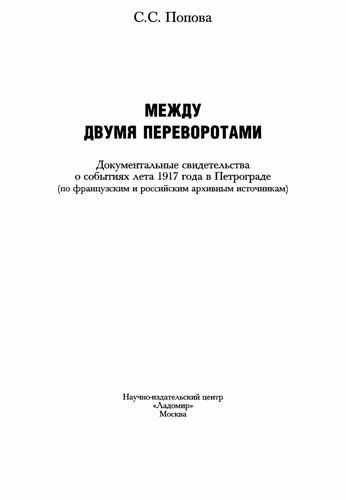 С.С. Попова
МЕЖДУ
ДВУМЯ ПЕРЕВОРОТАМИ
Документальные свидетельства
о событиях лета 1917 года в Петрограде
(по французским и российским архивным источникам)
Научно-издательский центр
«Ладомир»
Москва